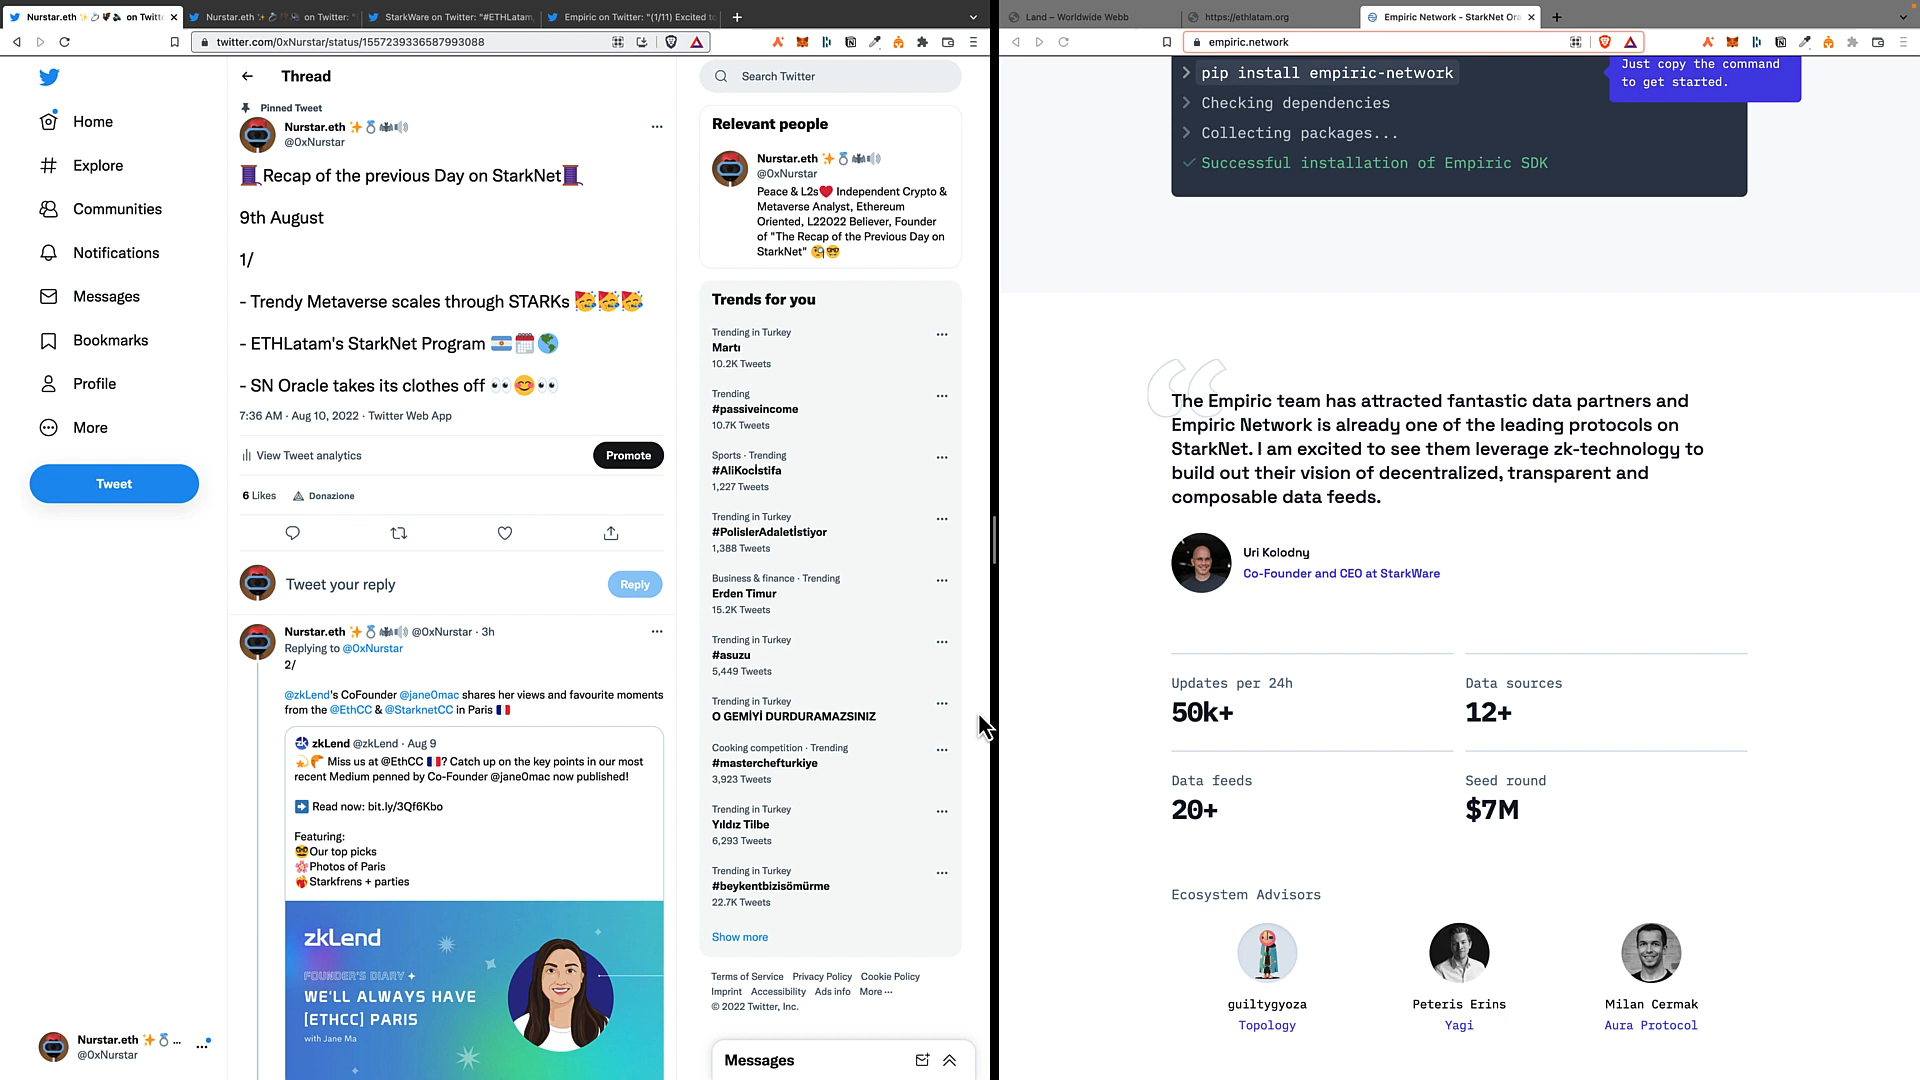 Nurstar.eth on Twitt
Nurstar.eth on Twitter: "
StarkWare on Twitter: "#ETHLatam,
Empiric on Twitter: "(1/11) Excited to
twitter.com/0xNurstar/status/1557239336587993088
Home
Explore
Communities
Notifications
Messages
Bookmarks
Profile
More
Tweet
Nurstar.eth ✨💍 ...
@0xNurstar
Thread
Pinned Tweet
Nurstar.eth ✨💍🦇🔊
@0xNurstar
🧵Recap of the previous Day on StarkNet🧵
9th August
1/
- Trendy Metaverse scales through STARKs 🥳🥳🥳
- ETHLatam's StarkNet Program 🇦🇷📅🌎
- SN Oracle takes its clothes off 👀😊👀
7:36 AM · Aug 10, 2022 · Twitter Web App
View Tweet analytics
Promote
6 Likes
Donazione
Tweet your reply
Reply
Nurstar.eth ✨💍🦇🔊 @0xNurstar · 3h
Replying to @0xNurstar
2/
@zkLend's CoFounder @jane0mac shares her views and favourite moments
from the @EthCC & @StarknetCC in Paris 🇫🇷
zkLend @zkLend · Aug 9
💫🥐 Miss us at @EthCC 🇫🇷? Catch up on the key points in our most
recent Medium penned by Co-Founder @jane0mac now published!
➡️ Read now: bit.ly/3Qf6Kbo
Featuring:
🥸Our top picks
🌸Photos of Paris
❤️‍🔥Starkfrens + parties
zkLend
FOUNDER'S DIARY
WE'LL ALWAYS HAVE
[ETHCC] PARIS
with Jane Ma
Search Twitter
Relevant people
Nurstar.eth ✨💍🦇🔊
@0xNurstar
Peace & L2s❤️ Independent Crypto &
Metaverse Analyst, Ethereum
Oriented, L22022 Believer, Founder
of "The Recap of the Previous Day on
StarkNet" 🧐🤓
Trends for you
Trending in Turkey
Martı
10.2K Tweets
Trending
#passiveincome
10.7K Tweets
Sports · Trending
#AliKocİstifa
1,227 Tweets
Trending in Turkey
#PolislerAdaletİstiyor
1,388 Tweets
Business & finance · Trending
Erden Timur
15.2K Tweets
Trending in Turkey
#asuzu
5,449 Tweets
Trending in Turkey
O GEMİYİ DURDURAMAZSINIZ
Cooking competition · Trending
#masterchefturkiye
3,923 Tweets
Trending in Turkey
Yıldız Tilbe
6,293 Tweets
Trending in Turkey
#beykentbizisömürme
22.7K Tweets
Show more
Terms of Service Privacy Policy Cookie Policy
Imprint Accessibility Ads info More ···
© 2022 Twitter, Inc.
Messages
Land – Worldwide Webb
https://ethlatam.org
Empiric Network - StarkNet Ora
empiric.network
pip install empiric-network
Checking dependencies
Collecting packages...
Successful installation of Empiric SDK
Just copy the command
to get started.
The Empiric team has attracted fantastic data partners and
Empiric Network is already one of the leading protocols on
StarkNet. I am excited to see them leverage zk-technology to
build out their vision of decentralized, transparent and
composable data feeds.
Uri Kolodny
Co-Founder and CEO at StarkWare
Updates per 24h
50k+
Data sources
12+
Data feeds
20+
Seed round
$7M
Ecosystem Advisors
guiltygyoza
Topology
Peteris Erins
Yagi
Milan Cermak
Aura Protocol